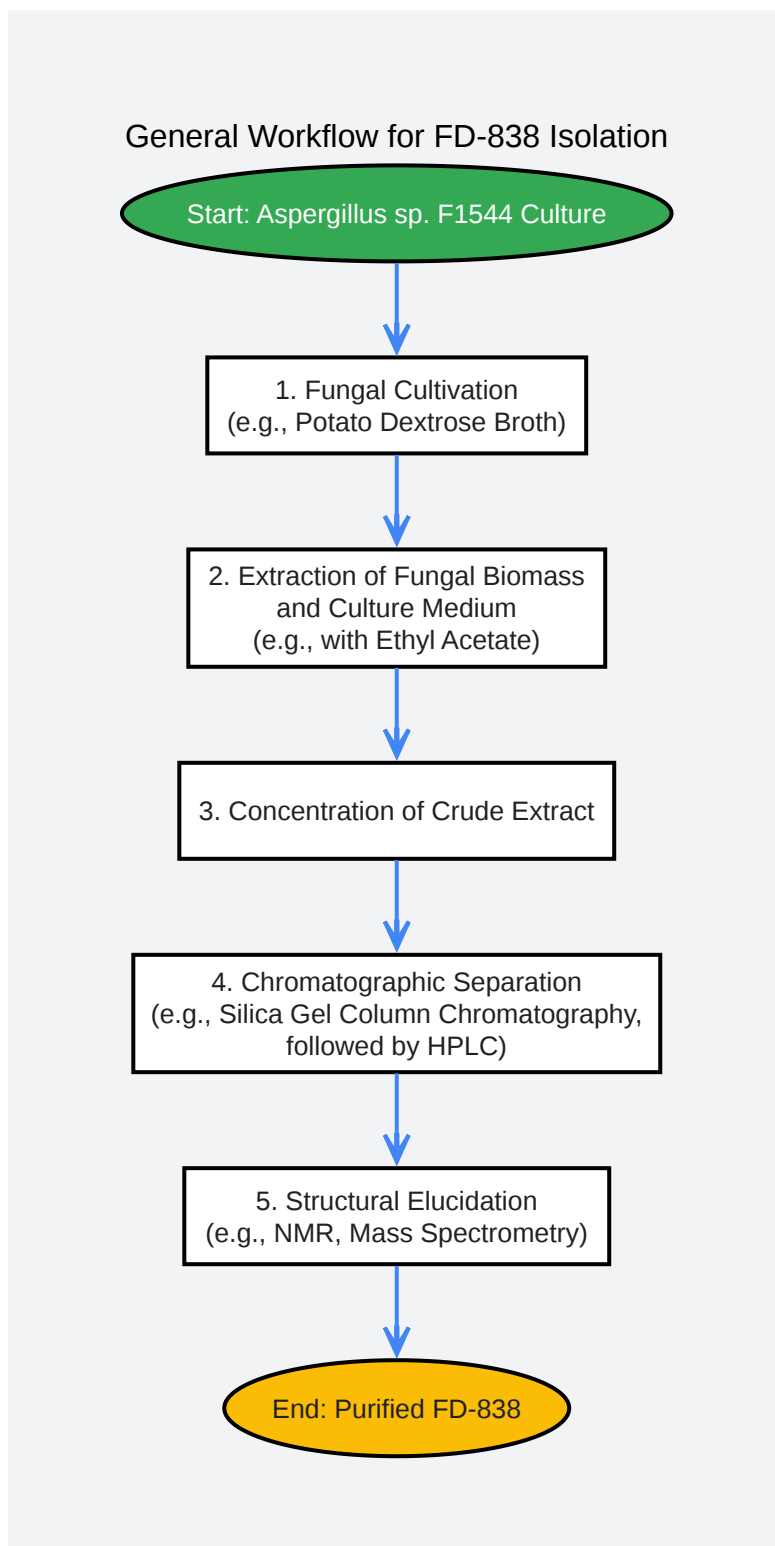 General Workflow for FD-838 Isolation
Start: Aspergillus sp. F1544 Culture
1. Fungal Cultivation
(e.g., Potato Dextrose Broth)
2. Extraction of Fungal Biomass
and Culture Medium
(e.g., with Ethyl Acetate)
3. Concentration of Crude Extract
4. Chromatographic Separation
(e.g., Silica Gel Column Chromatography,
followed by HPLC)
5. Structural Elucidation
(e.g., NMR, Mass Spectrometry)
End: Purified FD-838